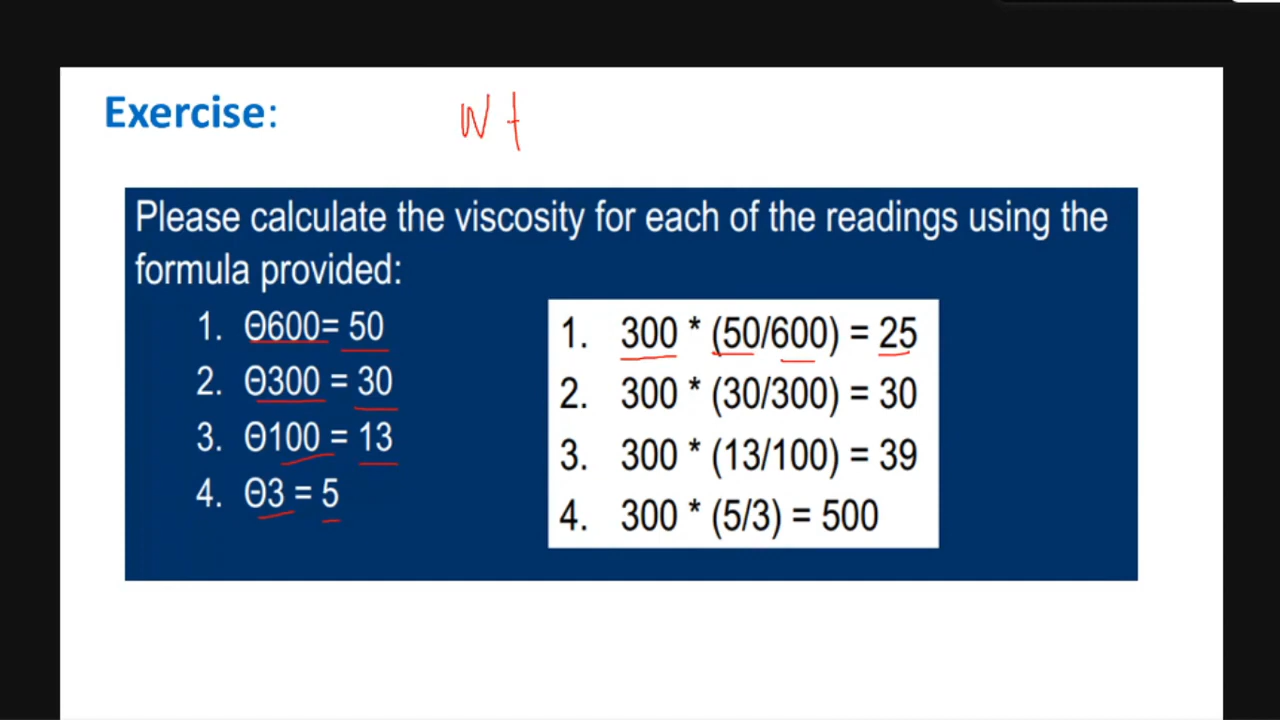 Exercise:
Please calculate the viscosity for each of the readings using the
formula provided:
1. Θ600= 50
2. Θ300 = 30
3. Θ100 = 13
4. Θ3 = 5
1. 300 * (50/600) = 25
2. 300 * (30/300) = 30
3. 300 * (13/100) = 39
4. 300 * (5/3) = 500